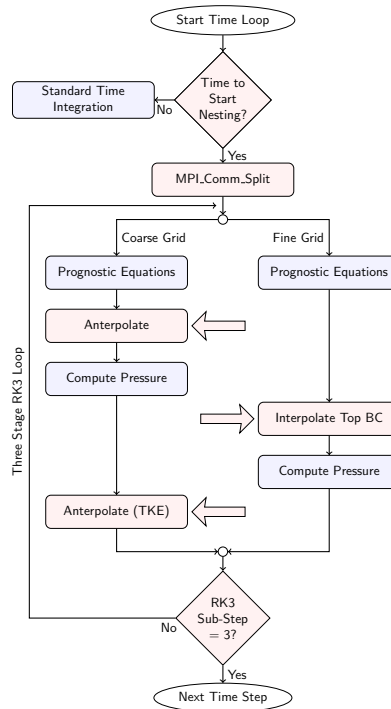 Start Time Loop
Time to
Start
Nesting?
Standard Time
Integration
No
Yes
MPI_Comm_Split
Coarse Grid
Fine Grid
Prognostic Equations
Prognostic Equations
Anterpolate
Compute Pressure
Three Stage RK3 Loop
Interpolate Top BC
Compute Pressure
Anterpolate (TKE)
RK3
Sub-Step
= 3?
No
Yes
Next Time Step